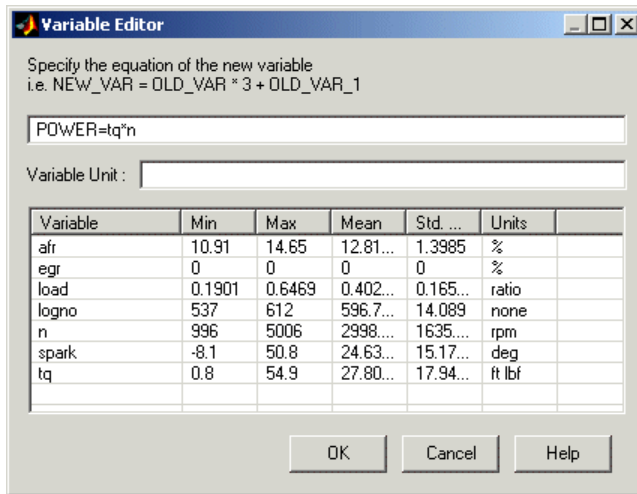 Variable Editor
Specify the equation of the new variable
i.e. NEW_VAR = OLD_VAR * 3 + OLD_VAR_1
POWER=tq*n
Variable Unit :
Variable Min Max Mean Std. ... Units
afr 10.91 14.65 12.81... 1.3985 %
egr 0 0 0 0 %
load 0.1901 0.6469 0.402... 0.165... ratio
logno 537 612 596.7... 14.089 none
n 996 5006 2998.... 1635.... rpm
spark -8.1 50.8 24.63... 15.17... deg
tq 0.8 54.9 27.80... 17.94... ft lbf
OK Cancel Help